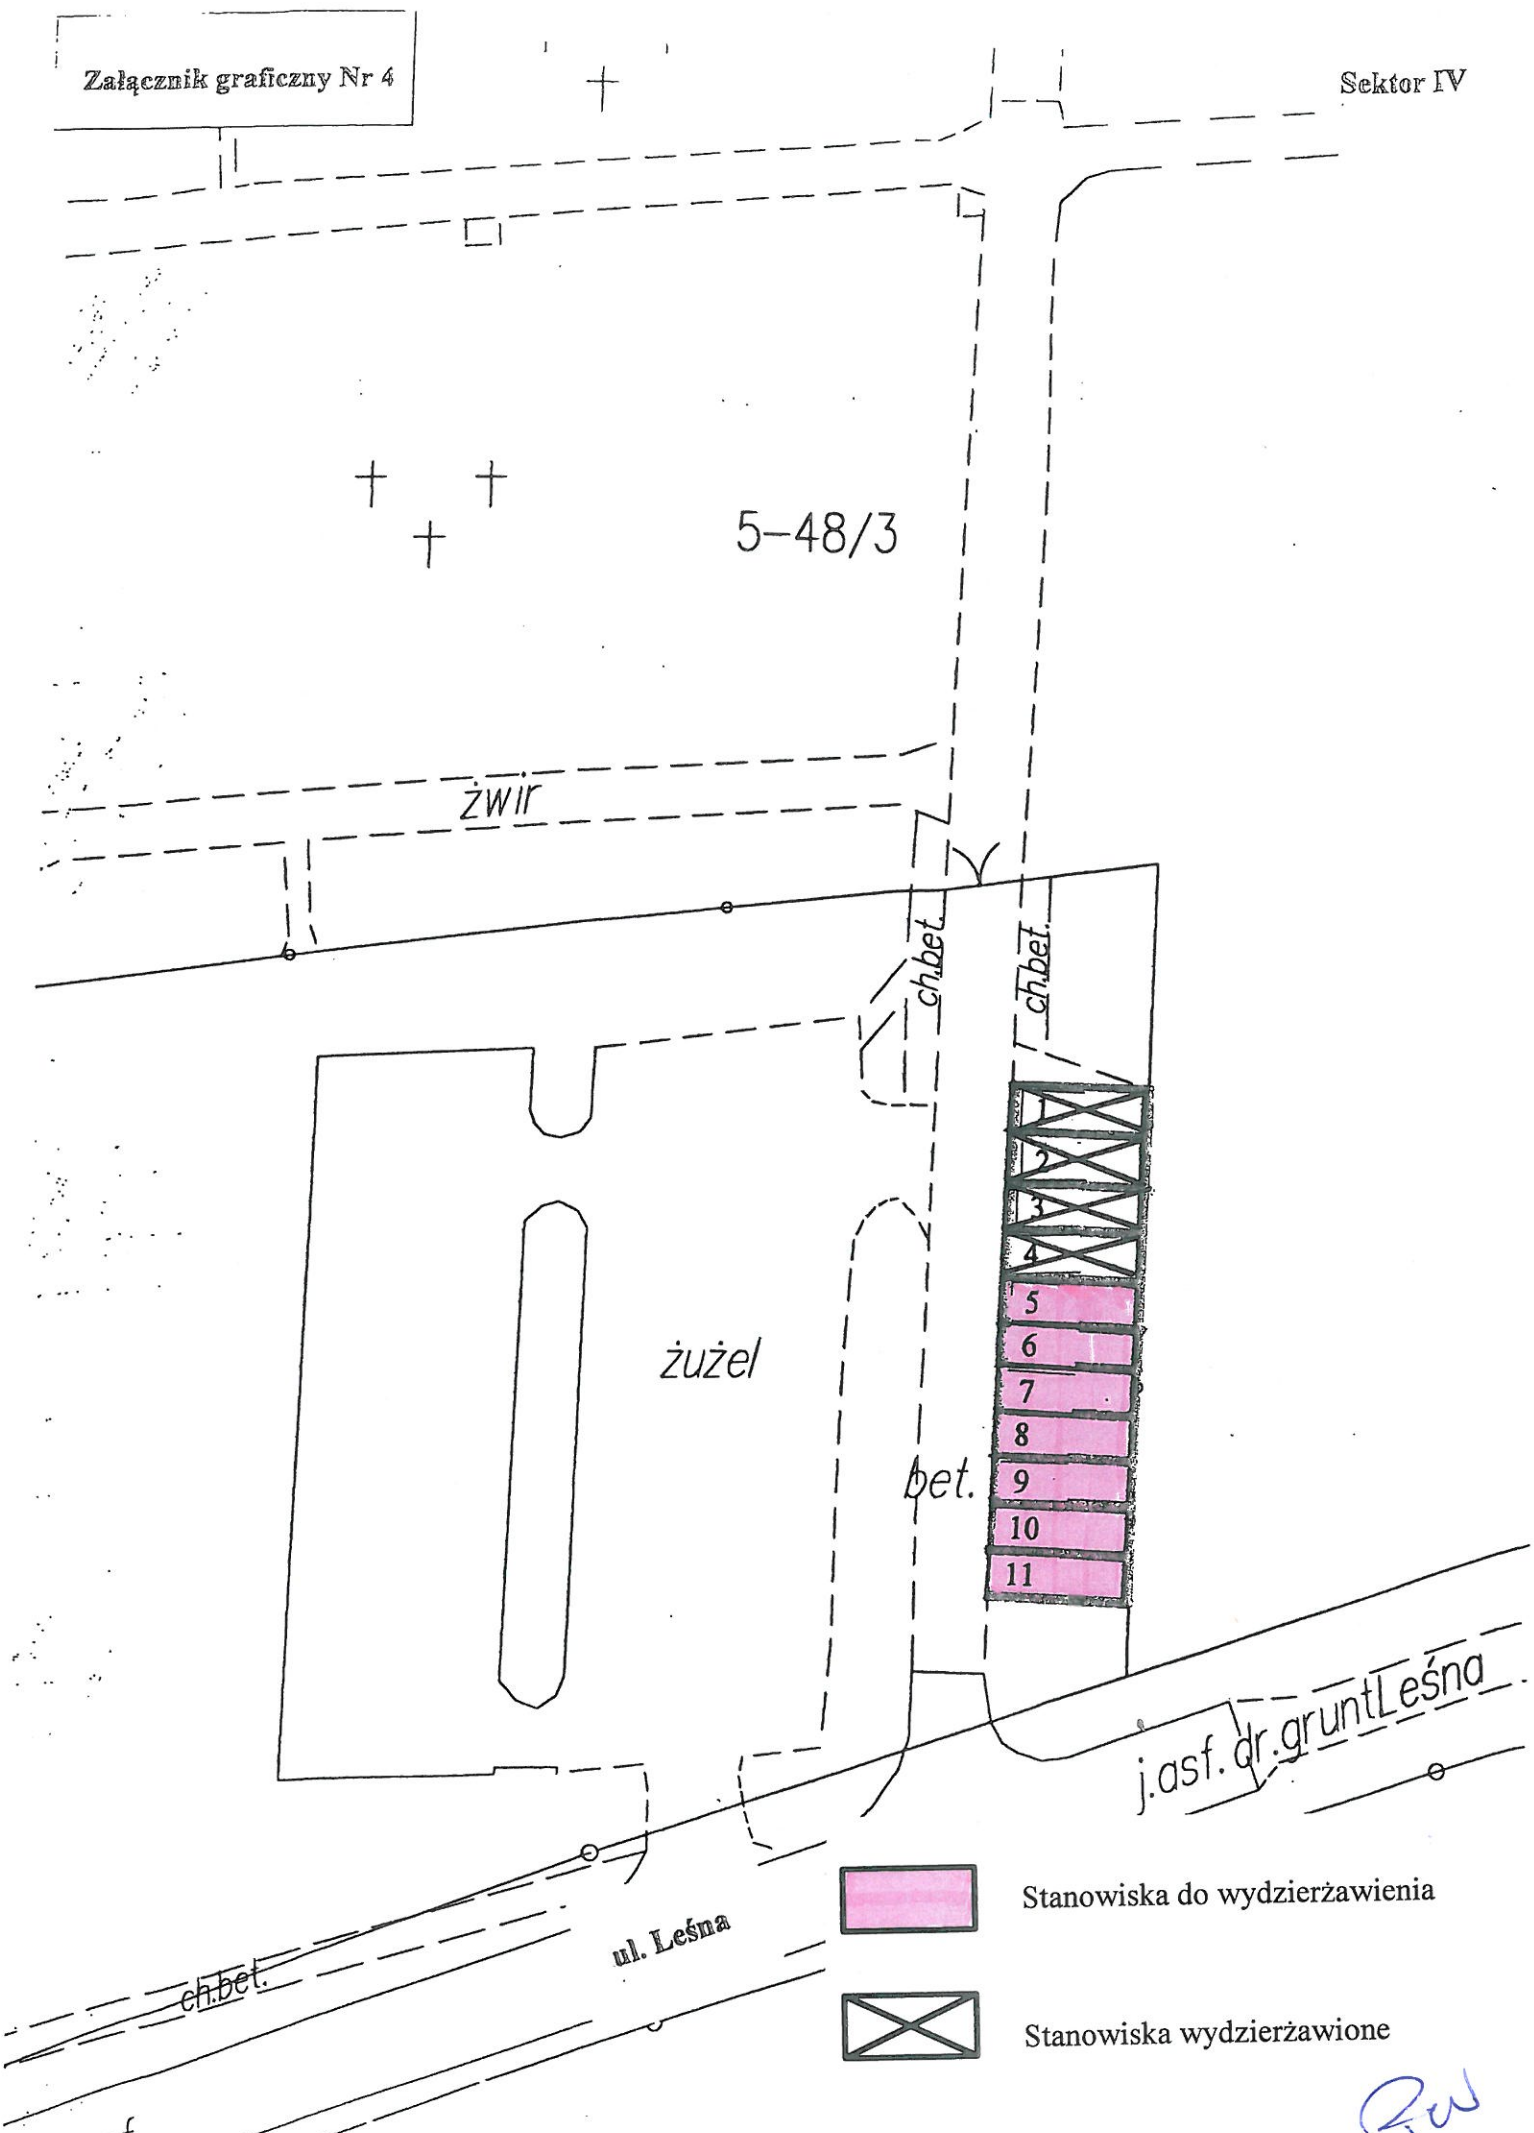 Załącznik graficzny Nr 4
Sektor IV
5-48/3
żwir
ch.bet.
ch.bet.
1
2
3
4
5
6
7
8
9
10
11
żużel
bet.
j.asf. dr.gruntLeśna
Stanowiska do wydzierżawienia
ul. Leśna
ch.bet.
Stanowiska wydzierżawione
f